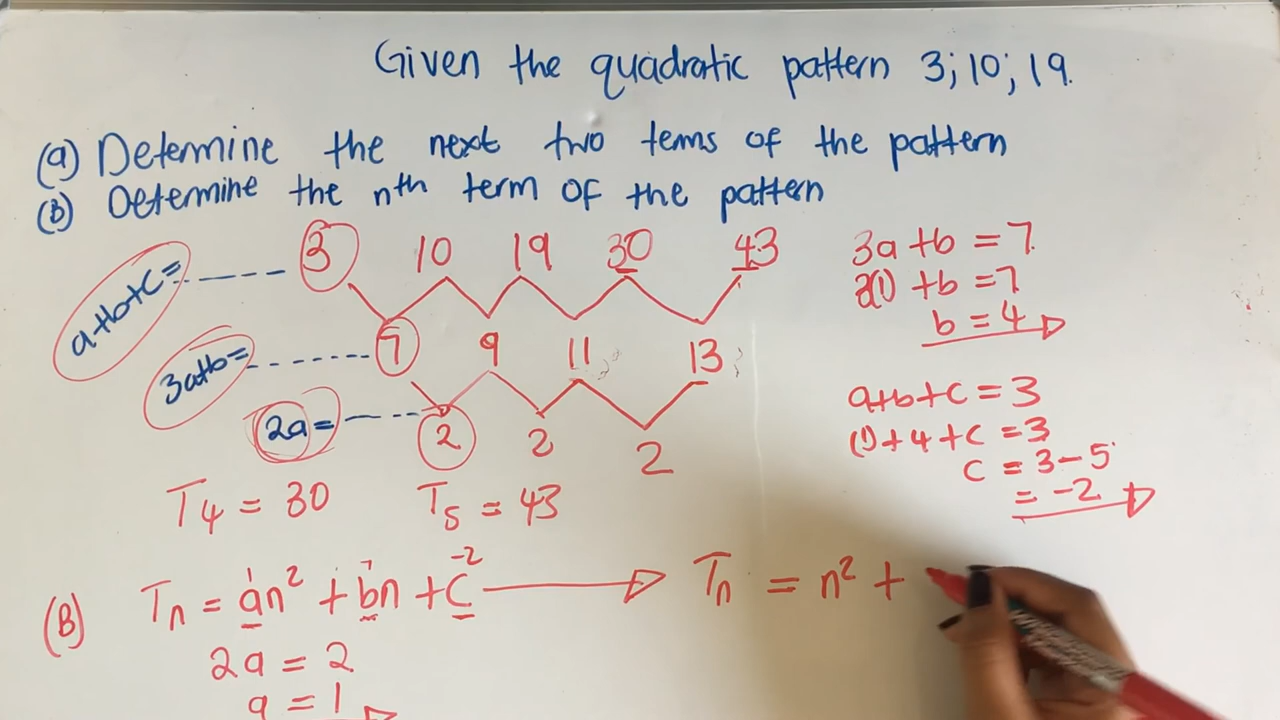 Given the quadratic pattern 3; 10; 19.
(a) Determine the next two terms of the pattern
(b) Determine the nth term of the pattern
a+b+c= 3 10 19 30 43
3a+b= 7 9 11 13
2a= 2 2 2
T₄ = 30 T₅ = 43
3a + b = 7
3(1) + b = 7
b = 4
a+b+c = 3
(1) + 4 + c = 3
c = 3 - 5
= -2
1 -2
(B) Tₙ = an² + bn + c → Tₙ = n² +
2a = 2
a = 1